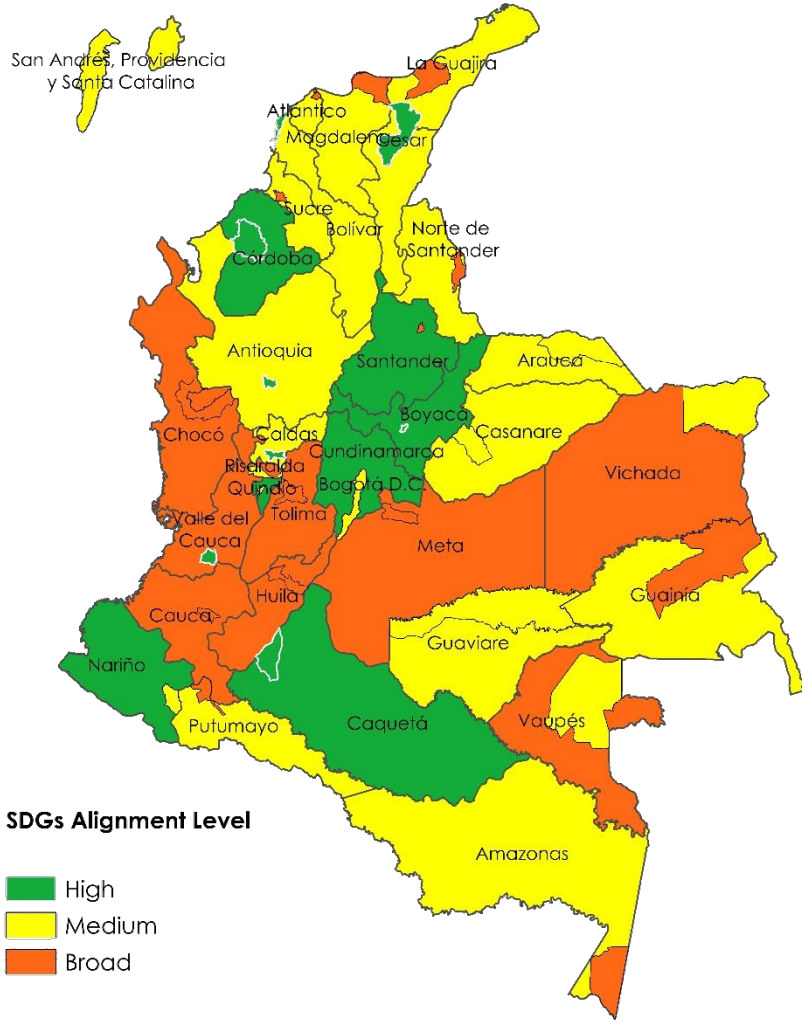 San Andrés, Providencia
y Santa Catalina
La Guajira
Atlantico
Magdalena
Cesar
Sucre
Bolívar
Norte de
Santander
Córdoba
Antioquia
Santander
Arauca
Boyacá
Chocó
Caldas
Cundinamarca
Casanare
Risaralda
Quindío
Bogotá D.C.
Vichada
Valle del
Cauca
Tolima
Meta
Huila
Guainía
Cauca
Guaviare
Nariño
Putumayo
Caquetá
Vaupés
SDGs Alignment Level
Amazonas
High
Medium
Broad